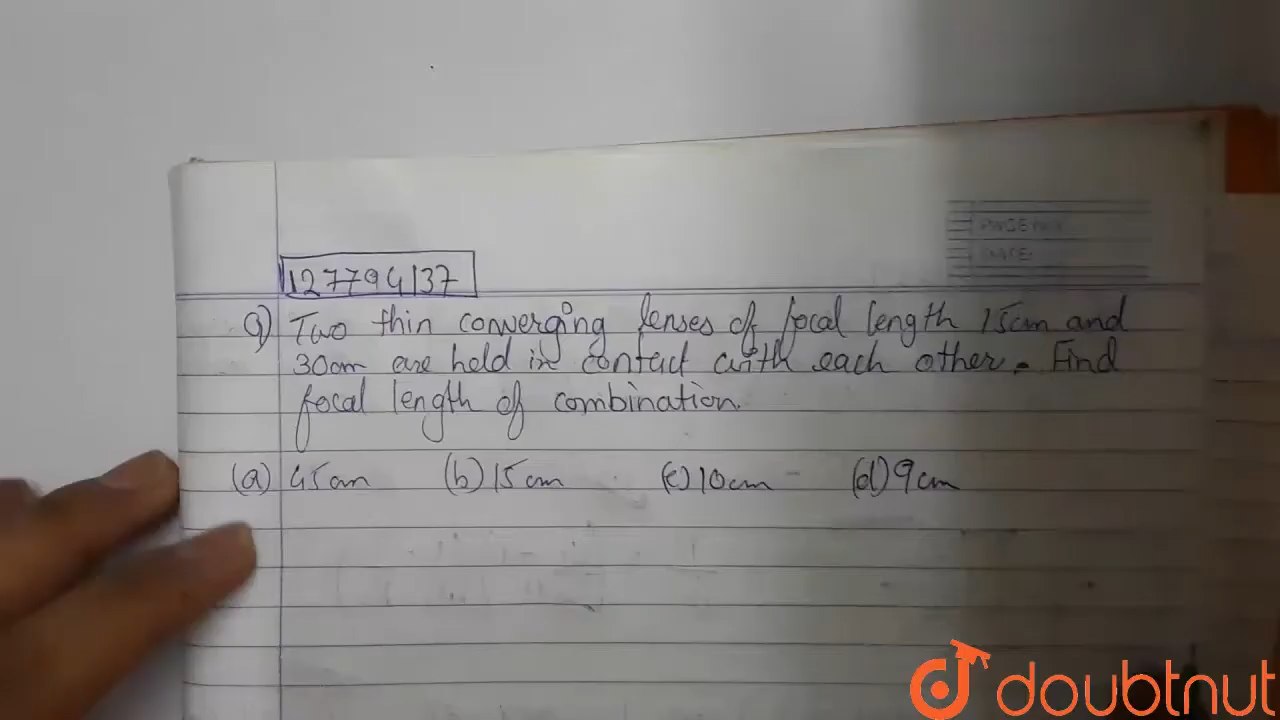 127794137
Q) Two thin converging lenses of focal length 15cm and
30cm are held in contact with each other. Find
focal length of combination.
(a) 45cm (b) 15cm (c) 10cm (d) 9cm
doubtnut